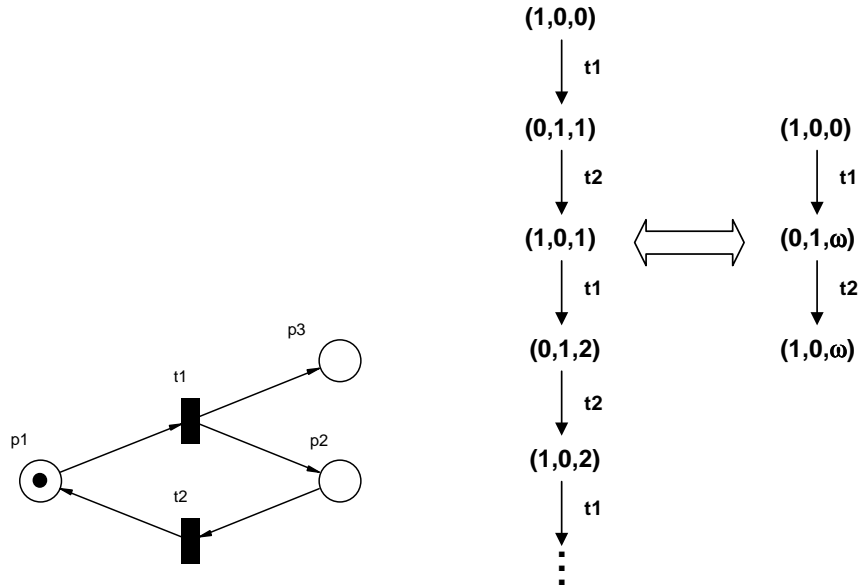 p3
t1
p1
p2
t2
(1,0,0)
t1
(0,1,1)
t2
(1,0,1)
t1
(0,1,2)
t2
(1,0,2)
t1
(1,0,0)
t1
(0,1,ω)
t2
(1,0,ω)